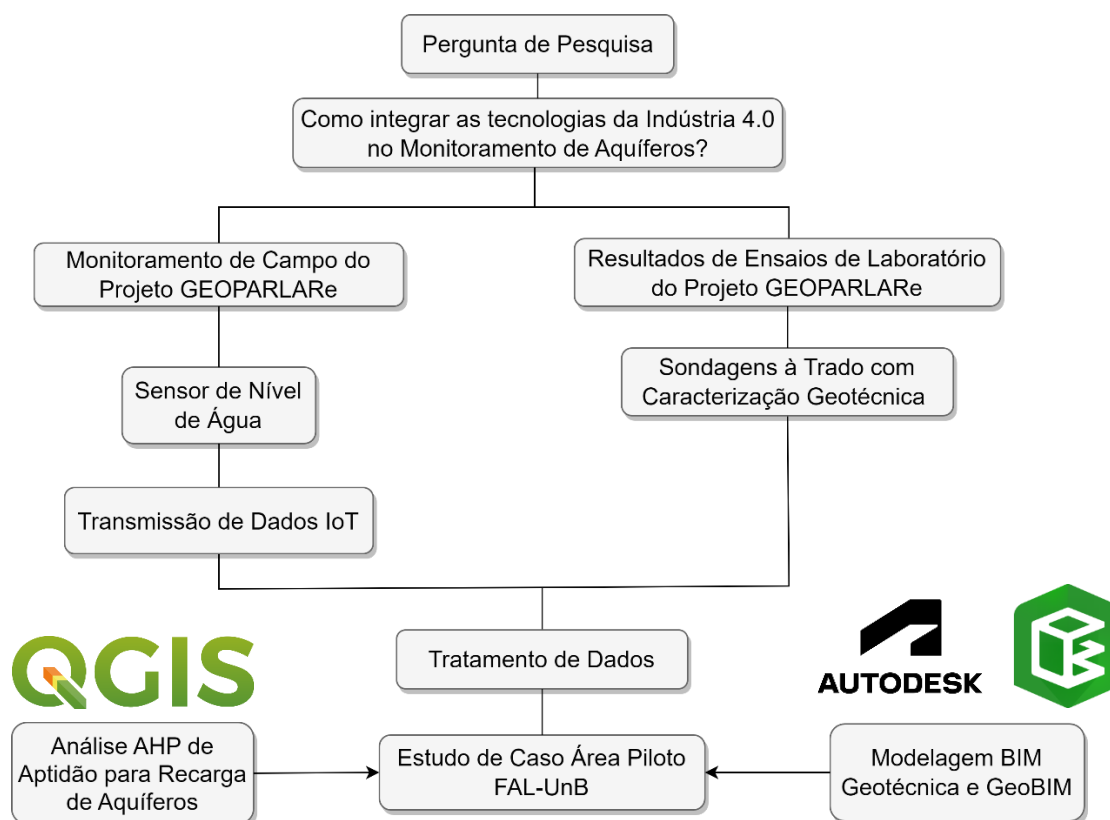 Pergunta de Pesquisa
Como integrar as tecnologias da Indústria 4.0
no Monitoramento de Aquíferos?
Monitoramento de Campo do
Projeto GEOPARLARe
Resultados de Ensaios de Laboratório
do Projeto GEOPARLARe
Sensor de Nível
de Água
Sondagens à Trado com
Caracterização Geotécnica
Transmissão de Dados IoT
Tratamento de Dados
QGIS
AUTODESK
Análise AHP de
Aptidão para Recarga
de Aquíferos
Estudo de Caso Área Piloto
FAL-UnB
Modelagem BIM
Geotécnica e GeoBIM